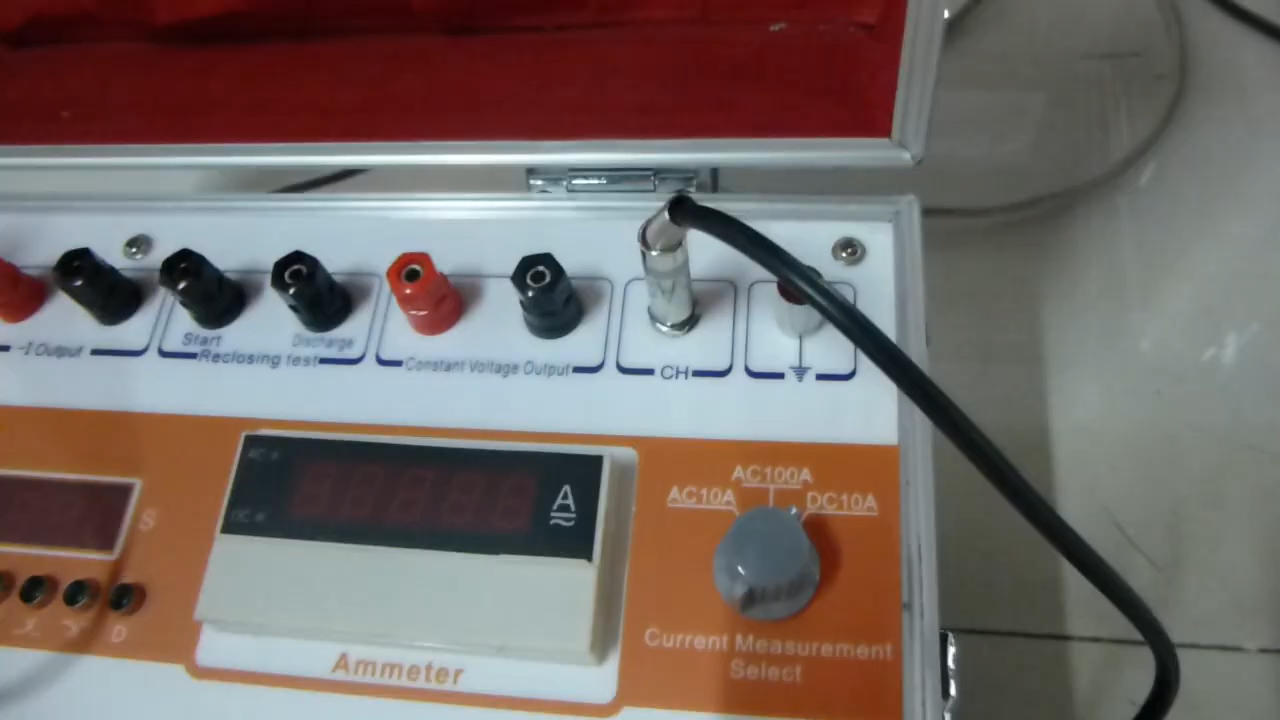 -I Output
Start
Discharge
Reclosing test
Constant Voltage Output
CH
AC100A
AC10A
DC10A
A
S
D
Current Measurement
Select
Ammeter